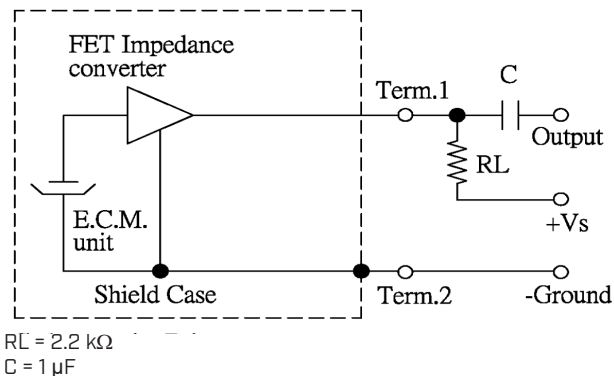 FET Impedance
converter
Term.1
C
Output
RL
+Vs
E.C.M.
unit
Shield Case
Term.2
-Ground
RL = 2.2 kΩ
C = 1 µF